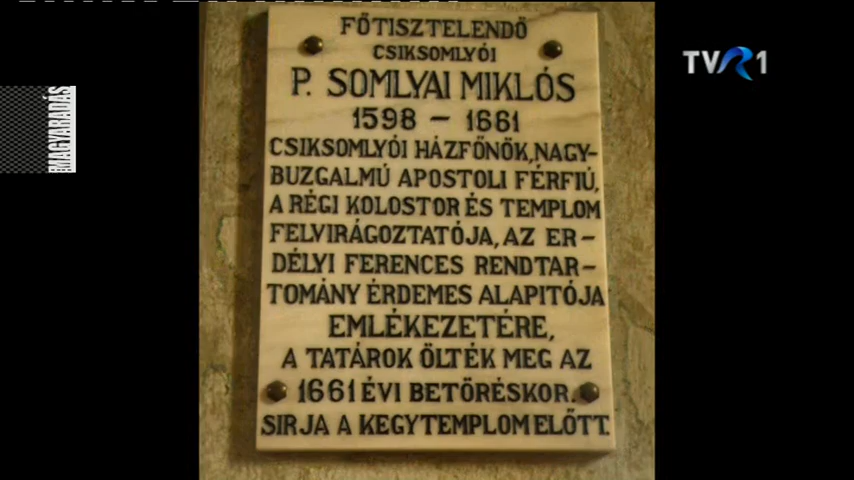 FŐTISZTELENDŐ
CSIKSOMLYÓI
P. SOMLYAI MIKLÓS
1598 – 1661
CSIKSOMLYÓI HÁZFŐNÖK, NAGY-
BUZGALMÚ APOSTOLI FÉRFIÚ,
A RÉGI KOLOSTOR ÉS TEMPLOM
FELVIRÁGOZTATÓJA, AZ ER-
DÉLYI FERENCES RENDTAR-
TOMÁNY ÉRDEMES ALAPITÓJA
EMLÉKEZETÉRE,
A TATÁROK ÖLTÉK MEG AZ
1661 ÉVI BETÖRÉSKOR.
SIRJA A KEGYTEMPLOM ELŐTT.
TVR1
MAGYARADÁS